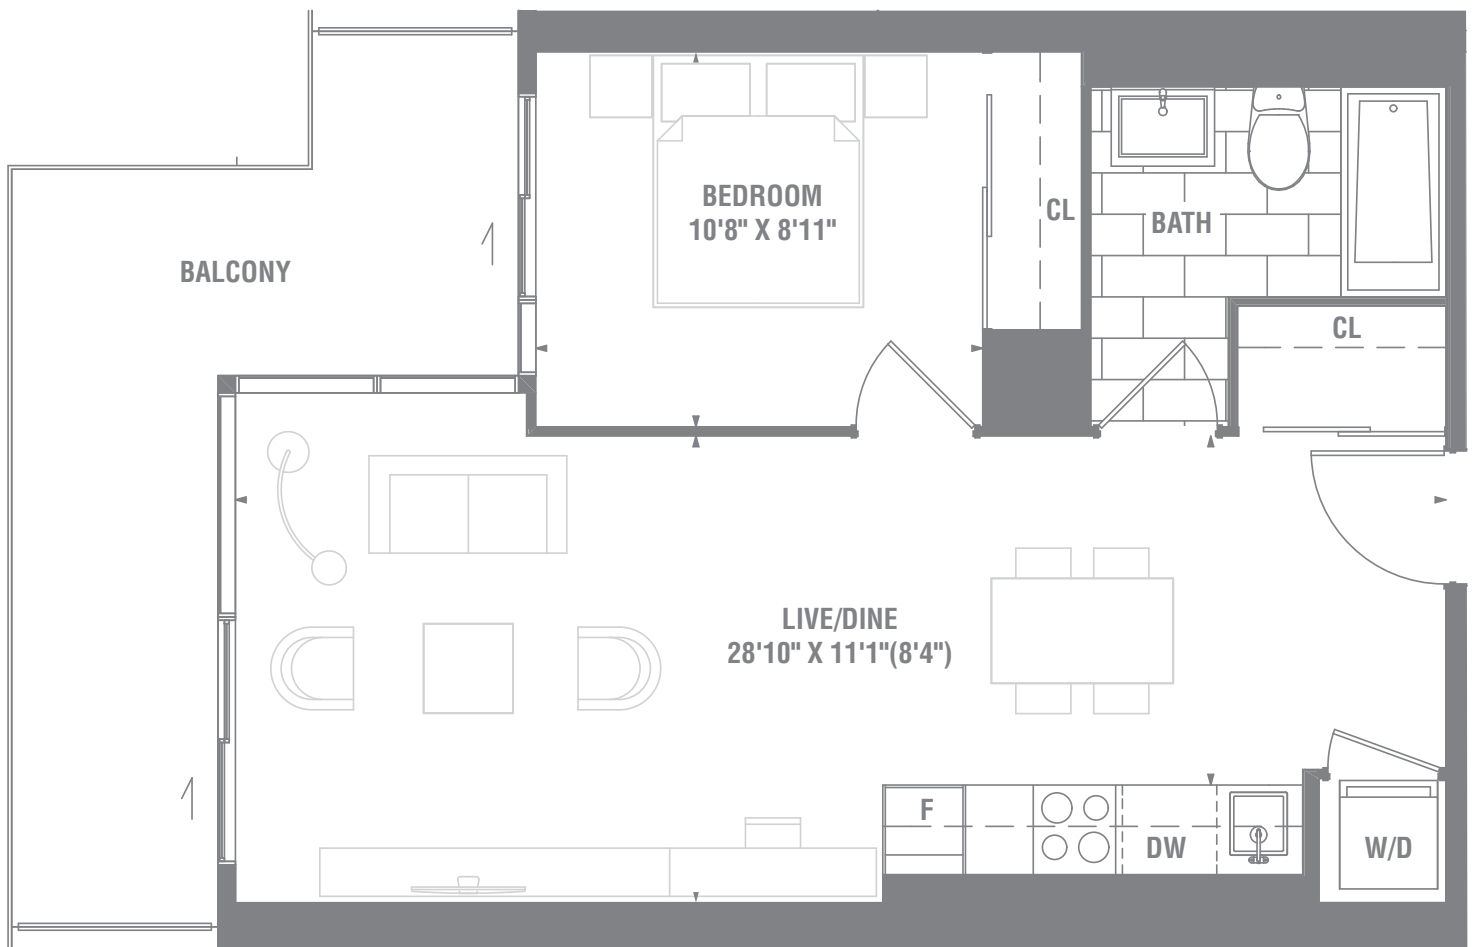 BEDROOM
10'8" X 8'11"
CL
BATH
BALCONY
CL
LIVE/DINE
28'10" X 11'1"(8'4")
F
DW
W/D